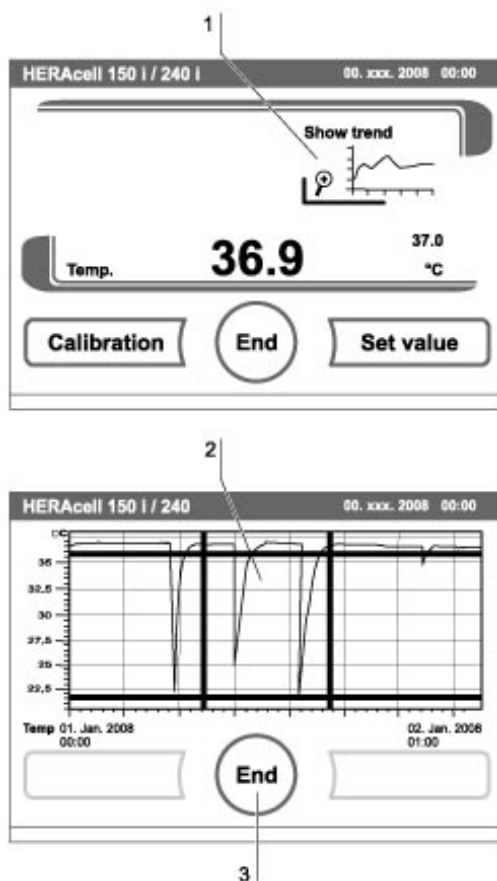 1
HERAcell 150 i / 240 i 00. xxx. 2008 00:00
Show trend
37.0
Temp. 36.9 °C
Calibration End Set value
2
HERAcell 150 i / 240 00. xxx. 2008 00:00
°C
35
32,5
30
27,5
25
22,5
Temp 01. Jan. 2008 02. Jan. 2008
00:00 01:00
End
3